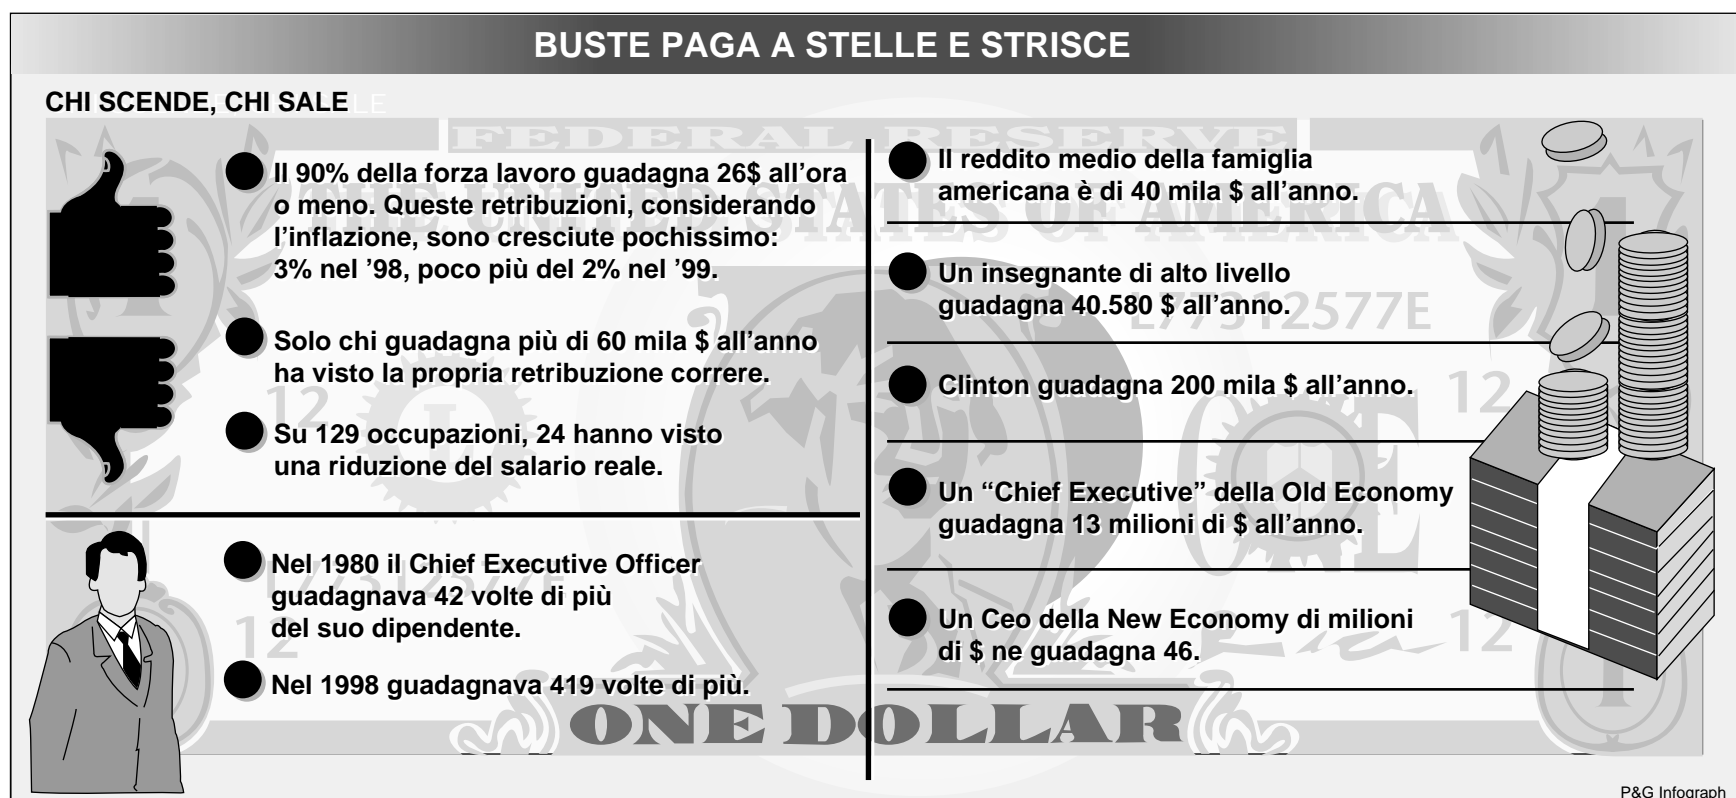 BUSTE PAGA A STELLE E STRISCE
CHI SCENDE, CHI SALE
Il 90% della forza lavoro guadagna 26$ all'ora
o meno. Queste retribuzioni, considerando
l'inflazione, sono cresciute pochissimo:
3% nel '98, poco più del 2% nel '99.
Solo chi guadagna più di 60 mila $ all'anno
ha visto la propria retribuzione correre.
Su 129 occupazioni, 24 hanno visto
una riduzione del salario reale.
Nel 1980 il Chief Executive Officer
guadagnava 42 volte di più
del suo dipendente.
Nel 1998 guadagnava 419 volte di più.
Il reddito medio della famiglia
americana è di 40 mila $ all'anno.
Un insegnante di alto livello
guadagna 40.580 $ all'anno.
Clinton guadagna 200 mila $ all'anno.
Un “Chief Executive” della Old Economy
guadagna 13 milioni di $ all'anno.
Un Ceo della New Economy di milioni
di $ ne guadagna 46.
FEDERAL RESERVE
THE UNITED STATES OF AMERICA
L77312577E
12
12
12
12
ONE DOLLAR
P&G Infograph